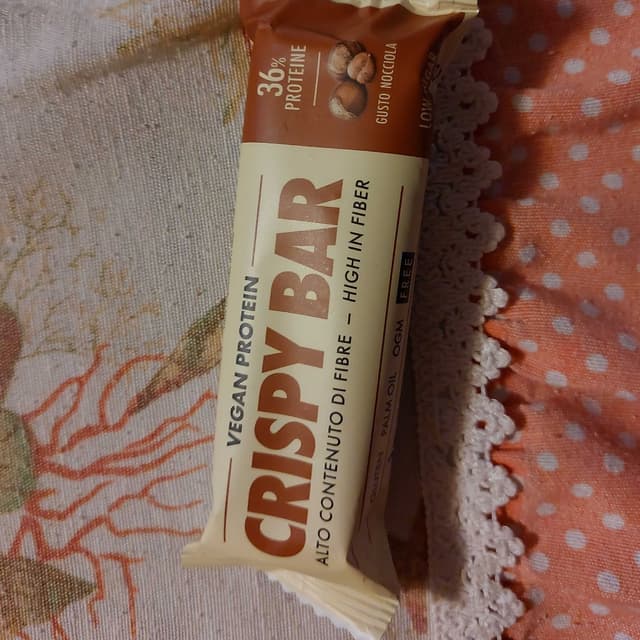 36%
PROTEINE
GUSTO NOCCIOLA
LOW
VEGAN PROTEIN
CRISPY BAR
ALTO CONTENUTO DI FIBRE – HIGH IN FIBER
GLUTEN PALM OIL OGM FREE